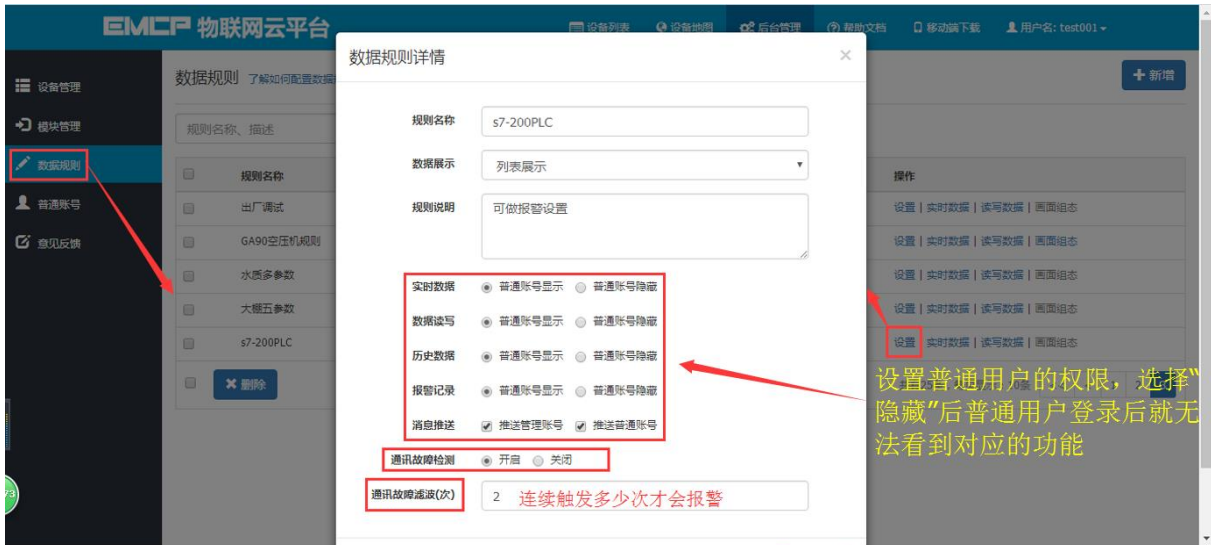 EMCP 物联网云平台
设备列表
设备地图
后台管理
帮助文档
移动端下载
用户名: test001
设备管理
模块管理
数据规则
普通账号
意见反馈
数据规则 了解如何配置数据
新增
规则名称、描述
规则名称
操作
出厂调试
设置 | 实时数据 | 读写数据 | 画面组态
GA90空压机规则
设置 | 实时数据 | 读写数据 | 画面组态
水质多参数
设置 | 实时数据 | 读写数据 | 画面组态
大棚五参数
设置 | 实时数据 | 读写数据 | 画面组态
s7-200PLC
设置 实时数据 | 读写数据 | 画面组态
删除
数据规则详情
×
规则名称 s7-200PLC
数据展示 列表展示
规则说明 可做报警设置
实时数据 普通账号显示 普通账号隐藏
数据读写 普通账号显示 普通账号隐藏
历史数据 普通账号显示 普通账号隐藏
报警记录 普通账号显示 普通账号隐藏
消息推送 推送管理账号 推送普通账号
通讯故障检测 开启 关闭
通讯故障滤波(次) 2 连续触发多少次才会报警
设置普通用户的权限，选择“
隐藏”后普通用户登录后就无
法看到对应的功能